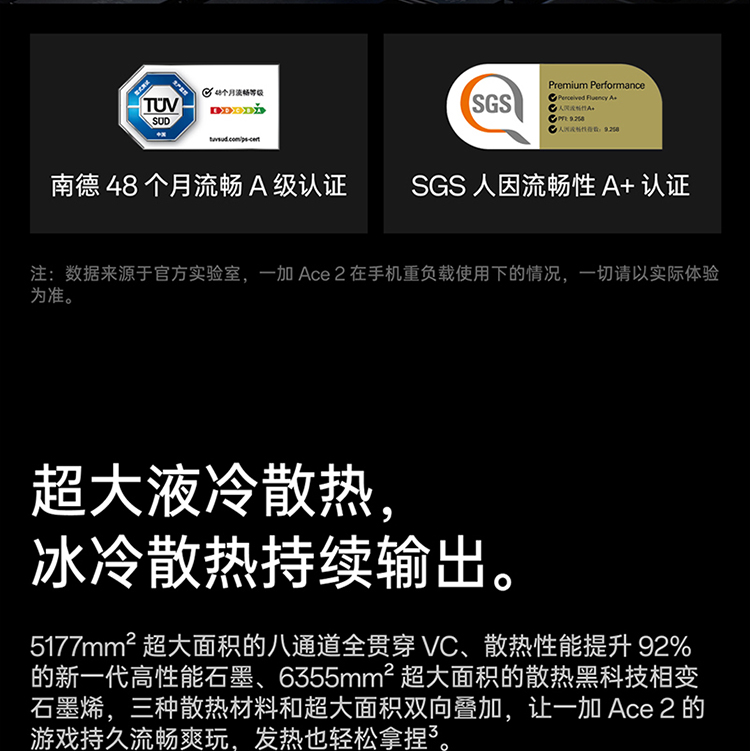 TÜV
SÜD
中国
48个月流畅等级
E D C B A
tuvsud.com/ps-cert
南德 48 个月流畅 A 级认证
SGS
Premium Performance
Perceived Fluency A+
人因流畅性A+
PFI: 9.258
人因流畅性指数：9.258
SGS 人因流畅性 A+ 认证
注：数据来源于官方实验室，一加 Ace 2 在手机重负载使用下的情况，一切请以实际体验
为准。
超大液冷散热，
冰冷散热持续输出。
5177mm² 超大面积的八通道全贯穿 VC、散热性能提升 92%
的新一代高性能石墨、6355mm² 超大面积的散热黑科技相变
石墨烯，三种散热材料和超大面积双向叠加，让一加 Ace 2 的
游戏持久流畅爽玩，发热也轻松拿捏³。